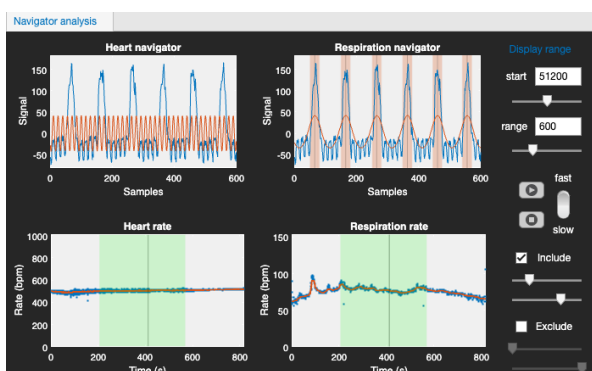 Navigator analysis
Heart navigator
Respiration navigator
Display range
Signal
150
100
50
0
-50
0
200
400
600
Samples
Signal
150
100
50
0
-50
0
200
400
600
Samples
start
51200
range
600
fast
slow
Heart rate
Respiration rate
Rate (bpm)
1000
800
600
400
200
0
0
200
400
600
800
Time (s)
Rate (bpm)
150
100
50
0
0
200
400
600
800
Time (s)
Include
Exclude